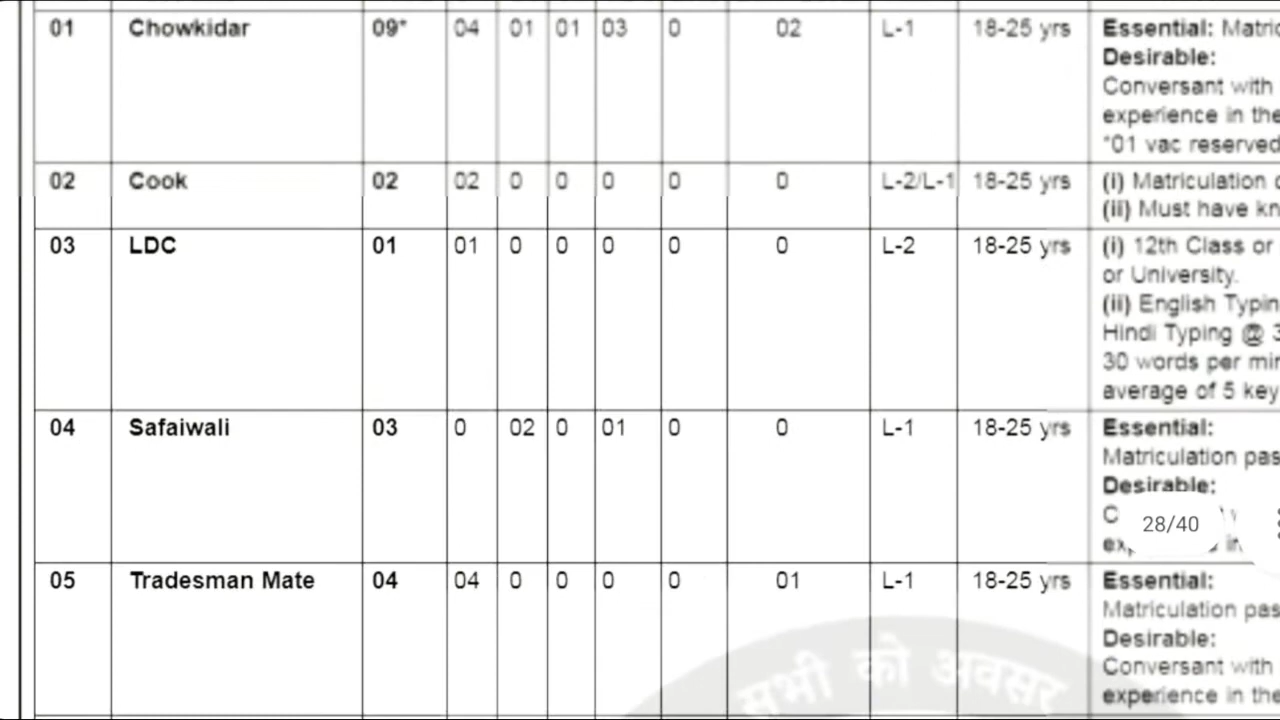 01 Chowkidar 09* 04 01 01 03 0 02 L-1 18-25 yrs Essential:
Desirable:
Conversant with
experience in the
*01 vac reserved
02 Cook 02 02 0 0 0 0 0 L-2/L-1 18-25 yrs (i) Matriculation
(ii) Must have
03 LDC 01 01 0 0 0 0 0 L-2 18-25 yrs (i) 12th Class or
or University.
(ii) English
Hindi Typing @ 3
30 words per
average of 5 key
04 Safaiwali 03 0 02 0 01 0 0 L-1 18-25 yrs Essential:
Matriculation
Desirable:
28/40
05 Tradesman Mate 04 04 0 0 0 0 01 L-1 18-25 yrs Essential:
Matriculation
Desirable:
Conversant with
experience in the
सभी को अवसर